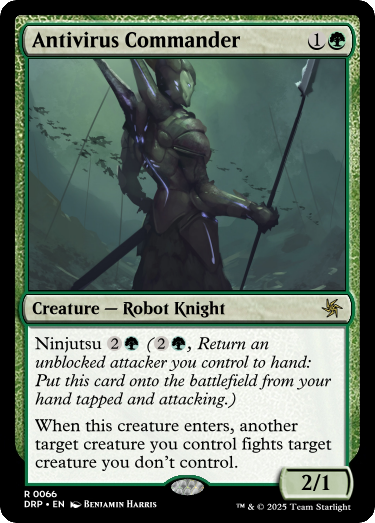 Antivirus Commander 1
Creature — Robot Knight
Ninjutsu 2 (2, Return an
unblocked attacker you control to hand:
Put this card onto the battlefield from your
hand tapped and attacking.)
When this creature enters, another
target creature you control fights target
creature you don't control.
2/1
R 0066
DRP • EN Benjamin Harris
™ & © 2025 Team Starlight